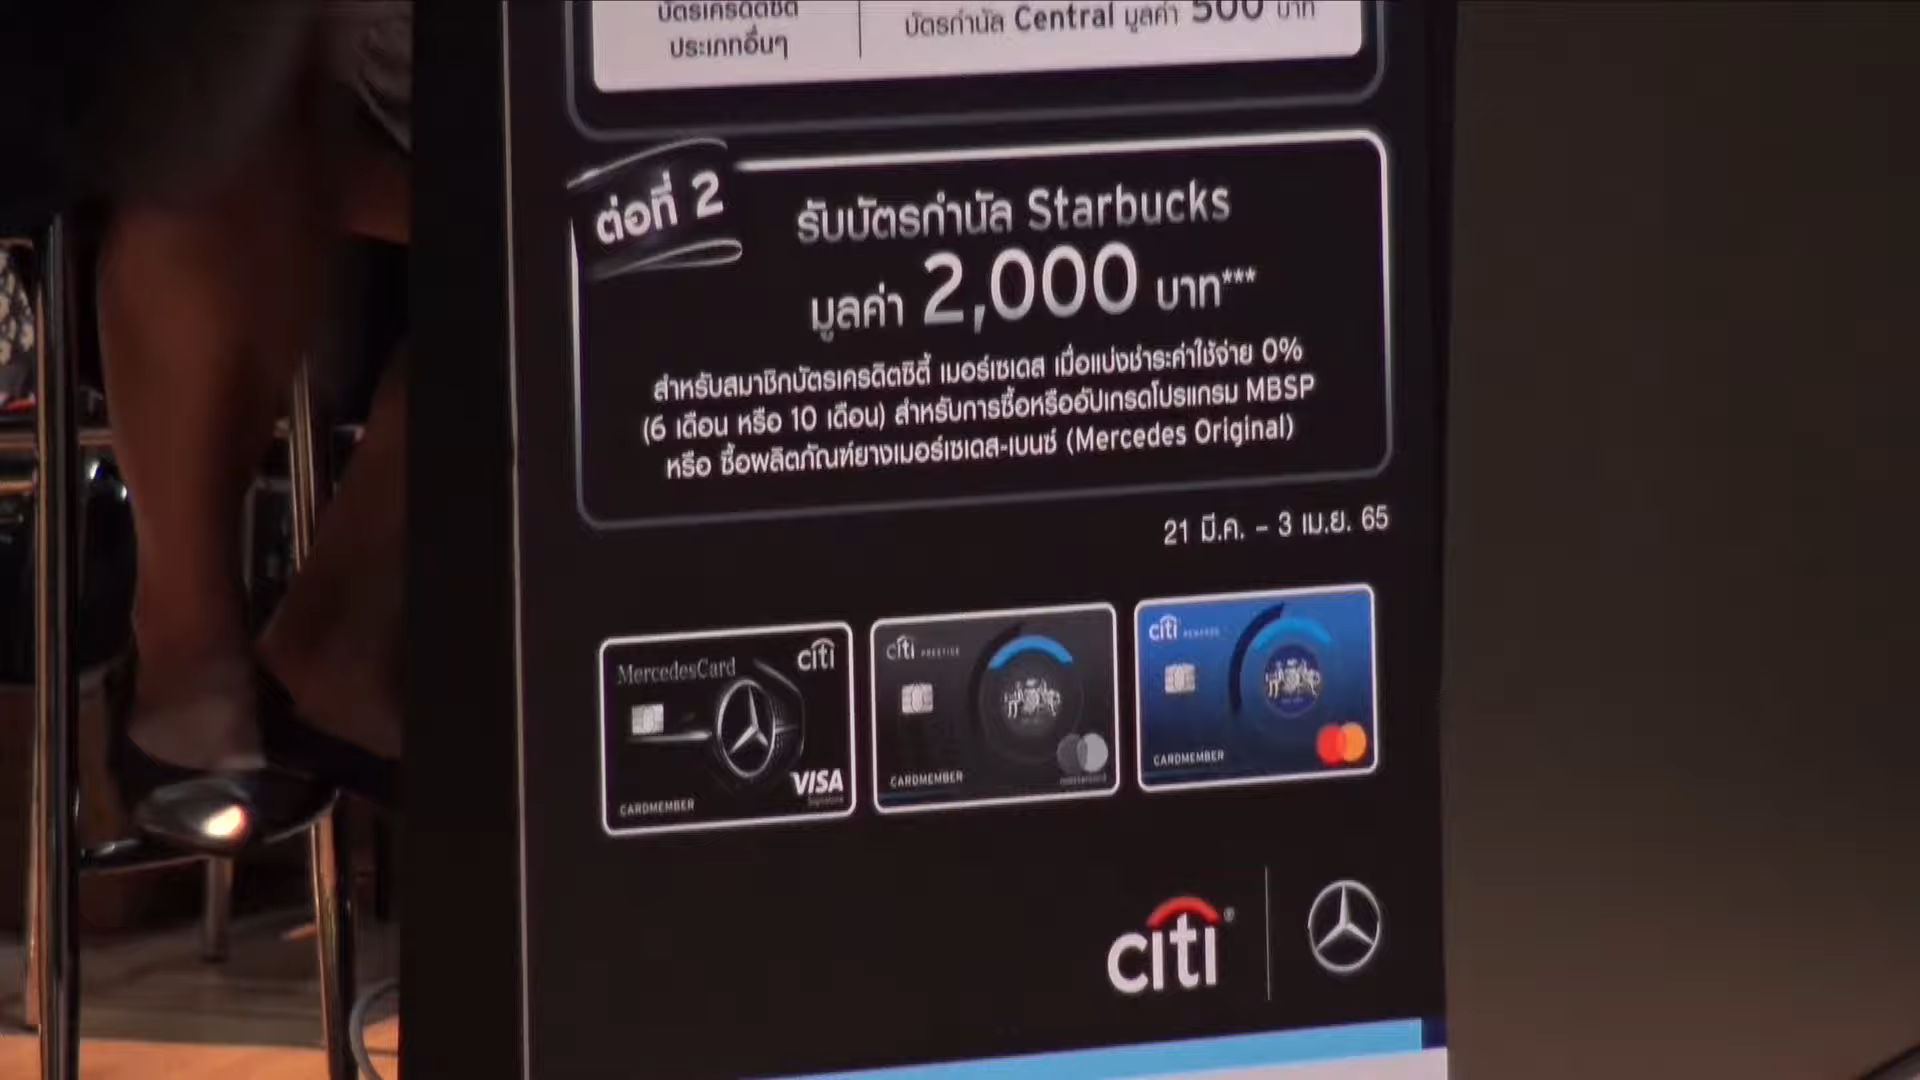 บัตรเครดิตซิตี้
ประเภทอื่นๆ
บัตรกำนัล Central มูลค่า 500 บาท
ต่อที่ 2
รับบัตรกำนัล Starbucks
มูลค่า 2,000 บาท***
สำหรับสมาชิกบัตรเครดิตซิตี้ เมอร์เซเดส เมื่อแบ่งชำระค่าใช้จ่าย 0%
(6 เดือน หรือ 10 เดือน) สำหรับการซื้อหรืออัปเกรดโปรแกรม MBSP
หรือ ซื้อผลิตภัณฑ์ยางเมอร์เซเดส-เบนซ์ (Mercedes Original)
21 มี.ค. - 3 เม.ย. 65
MercedesCard citi
VISA
Signature
CARDMEMBER
citi PRESTIGE
CARDMEMBER
mastercard
citi REWARDS
CARDMEMBER
citi®